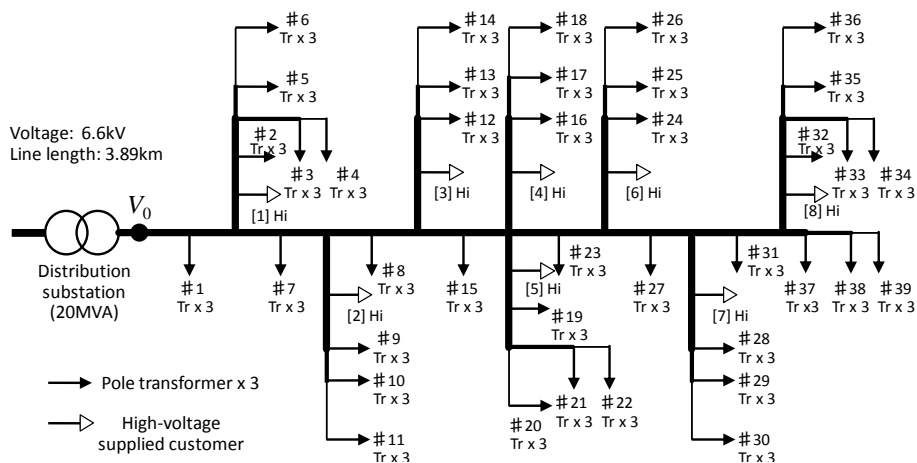 ♯6
Tr x 3
♯5
Tr x 3
♯2
Tr x 3
♯3
Tr x 3
♯4
Tr x 3
[1] Hi
♯14
Tr x 3
♯13
Tr x 3
♯12
Tr x 3
[3] Hi
♯18
Tr x 3
♯17
Tr x 3
♯16
Tr x 3
[4] Hi
♯26
Tr x 3
♯25
Tr x 3
♯24
Tr x 3
[6] Hi
♯36
Tr x 3
♯35
Tr x 3
♯32
Tr x 3
♯33
Tr x 3
♯34
Tr x 3
[8] Hi
Voltage: 6.6kV
Line length: 3.89km
V0
Distribution
substation
(20MVA)
♯1
Tr x 3
♯7
Tr x 3
♯8
Tr x 3
[2] Hi
♯9
Tr x 3
♯10
Tr x 3
♯11
Tr x 3
♯15
Tr x 3
♯23
Tr x 3
[5] Hi
♯19
Tr x 3
♯21
Tr x 3
♯22
Tr x 3
♯20
Tr x 3
♯27
Tr x 3
♯31
Tr x 3
[7] Hi
♯28
Tr x 3
♯29
Tr x 3
♯30
Tr x 3
♯37
Tr x3
♯38
Tr x 3
♯39
Tr x 3
Pole transformer x 3
High-voltage
supplied customer